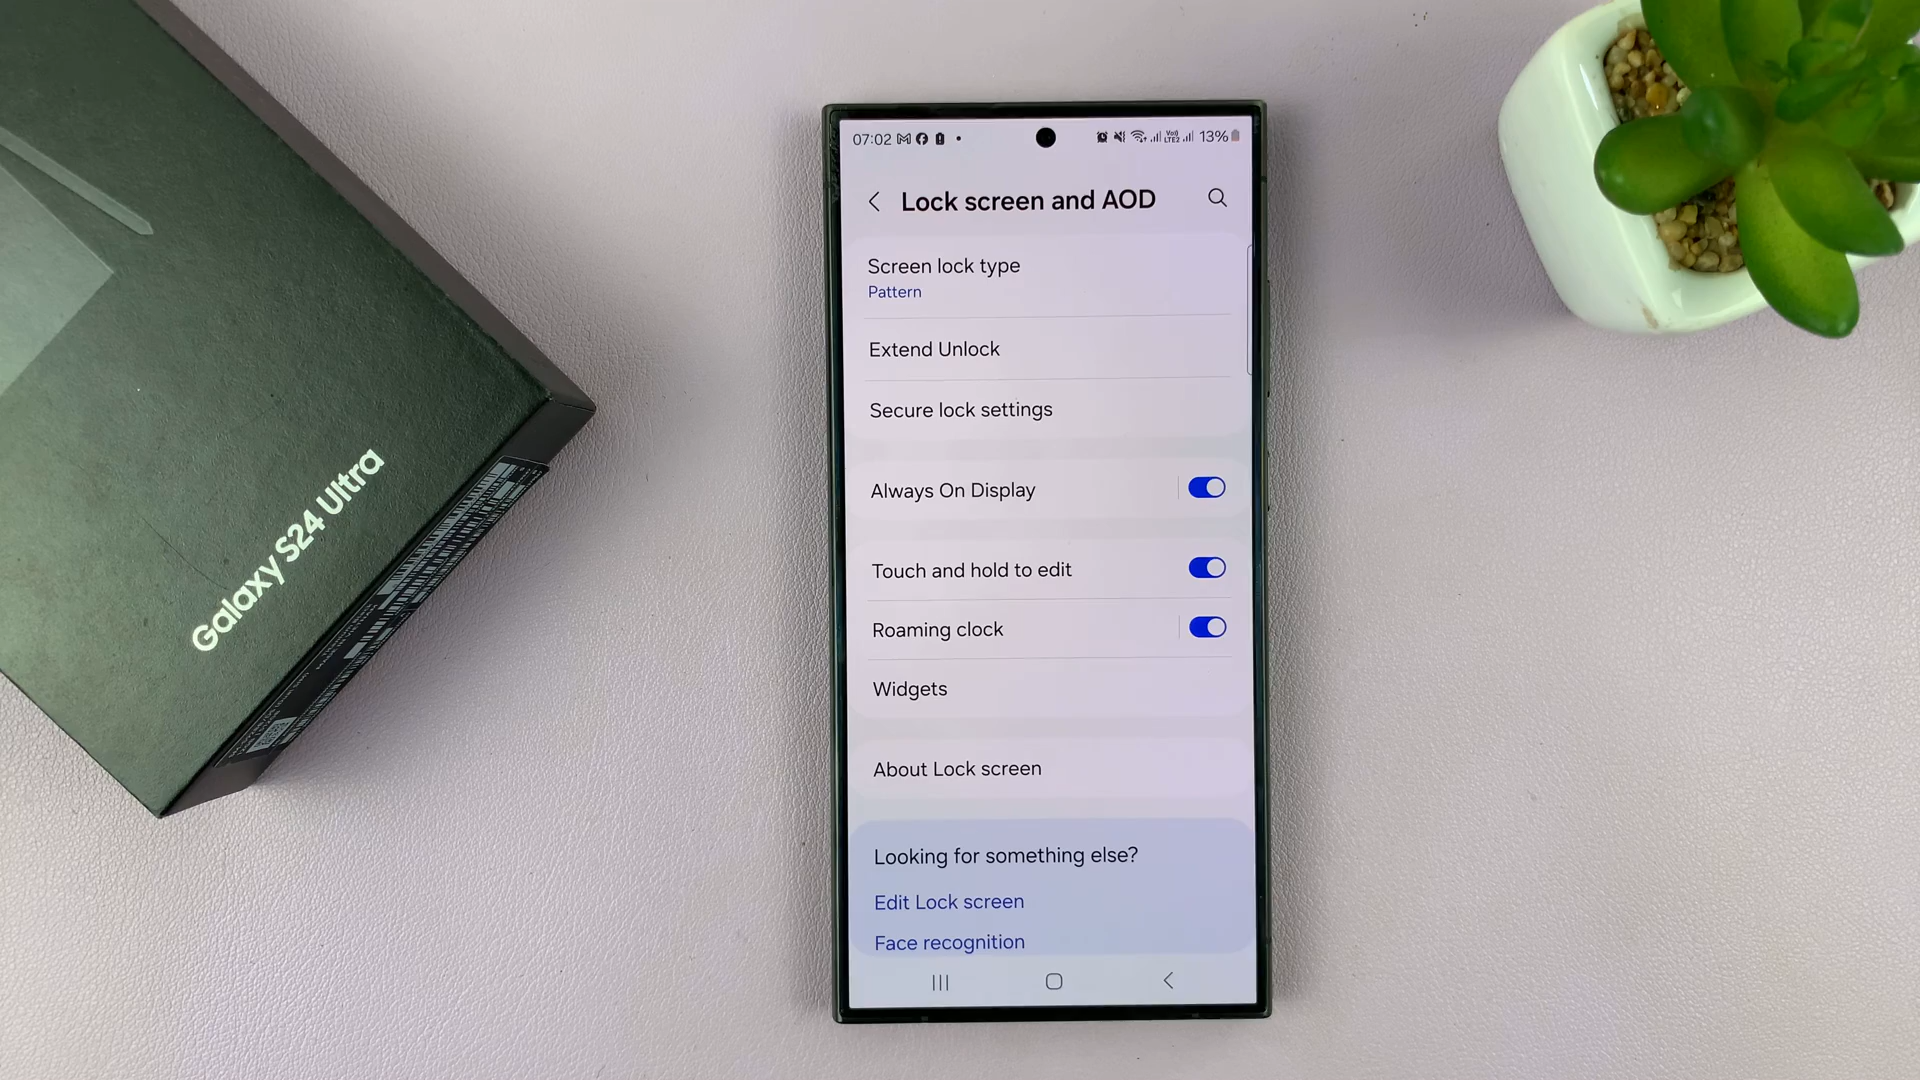 Galaxy S24 Ultra
07:02
13%
Lock screen and AOD
Screen lock type
Pattern
Extend Unlock
Secure lock settings
Always On Display
Touch and hold to edit
Roaming clock
Widgets
About Lock screen
Looking for something else?
Edit Lock screen
Face recognition